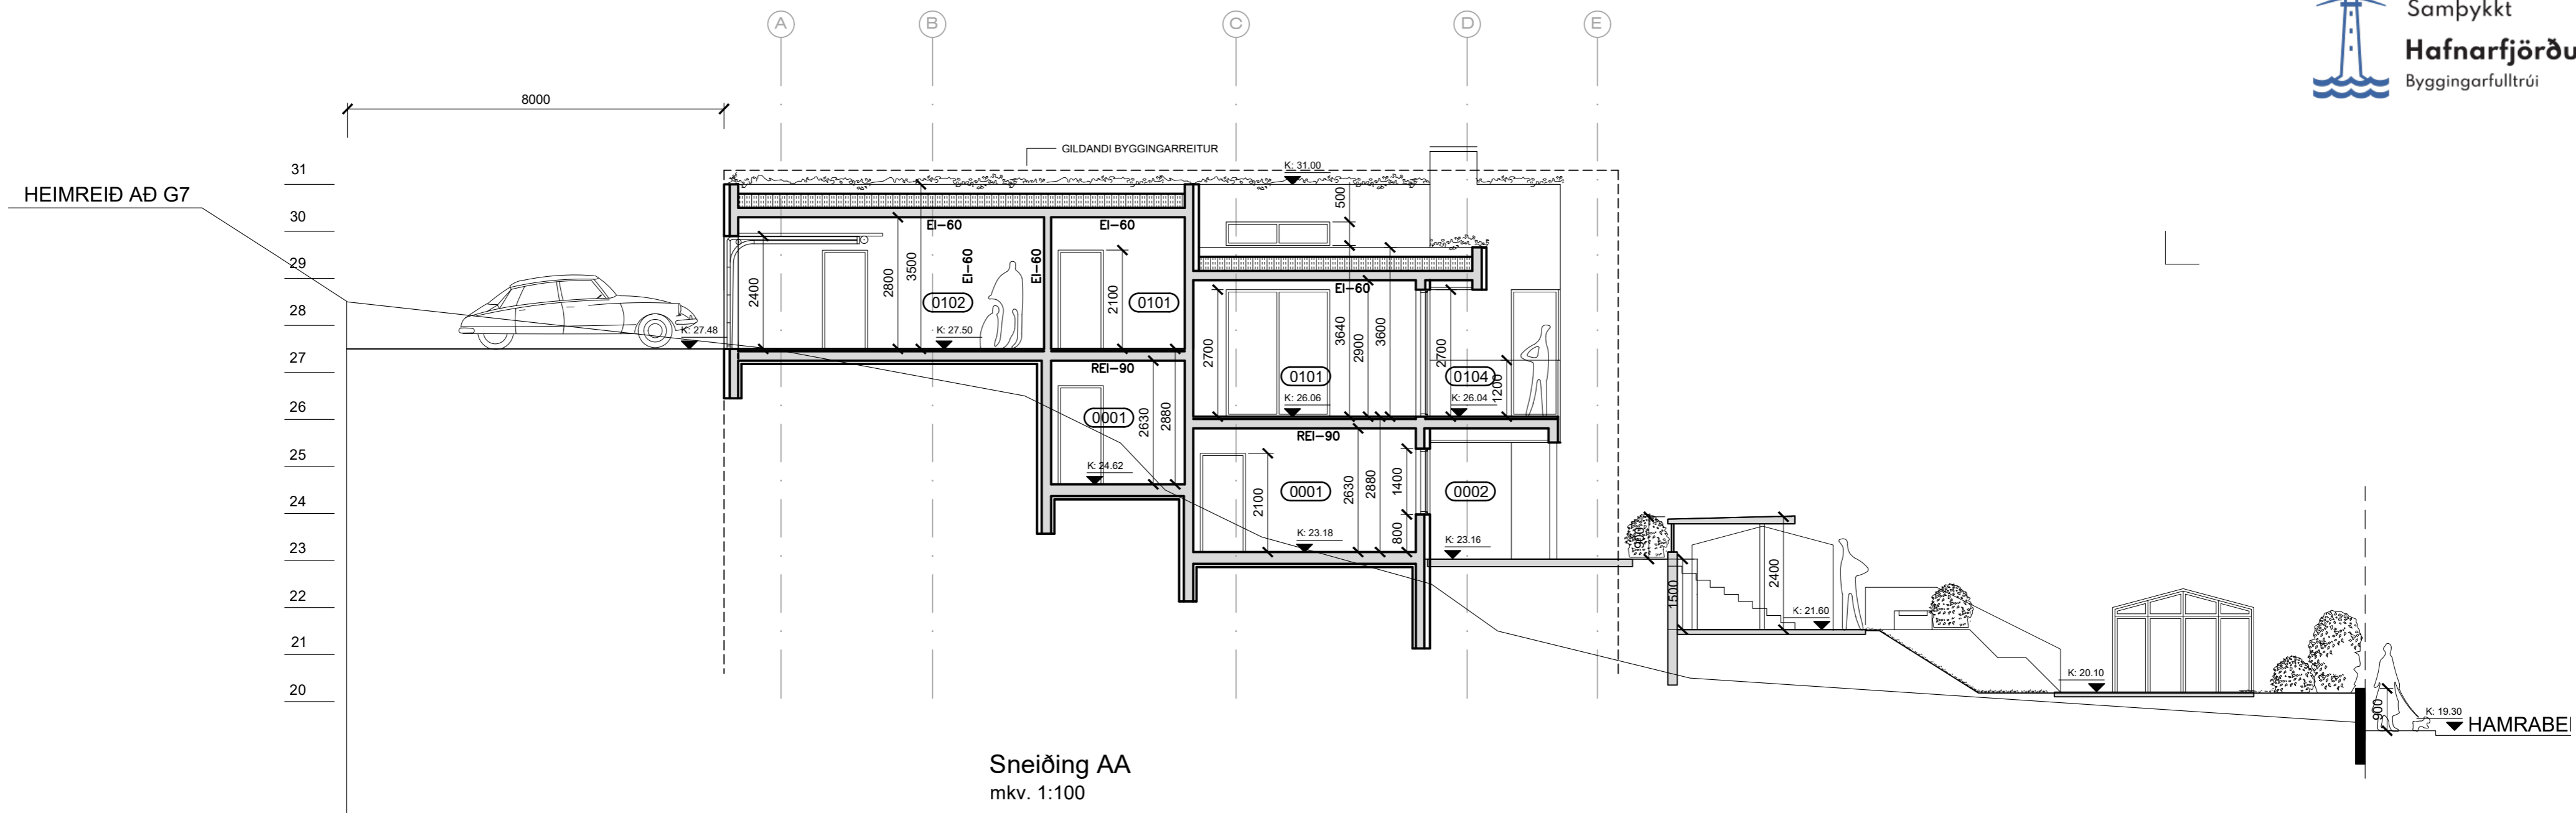 A
B
C
D
E
Samþykkt
Hafnarfjörðu
Byggingarfulltrúi
8000
GILDANDI BYGGINGARREITUR
HEIMREIÐ AÐ G7
31
30
29
28
27
26
25
24
23
22
21
20
K: 31.00
500
EI-60
EI-60
EI-60
EI-60
2400
2800
3500
0102
2100
0101
K: 27.48
K: 27.50
EI-60
2700
3640
2900
3600
2700
1200
0101
0104
K: 26.06
K: 26.04
REI-90
0001
2630
2880
K: 24.62
REI-90
2100
0001
2630
2880
1400
800
0002
K: 23.18
K: 23.16
900
1500
2400
K: 21.60
K: 20.10
900
K: 19.30
HAMRABE
Sneiðing AA
mkv. 1:100